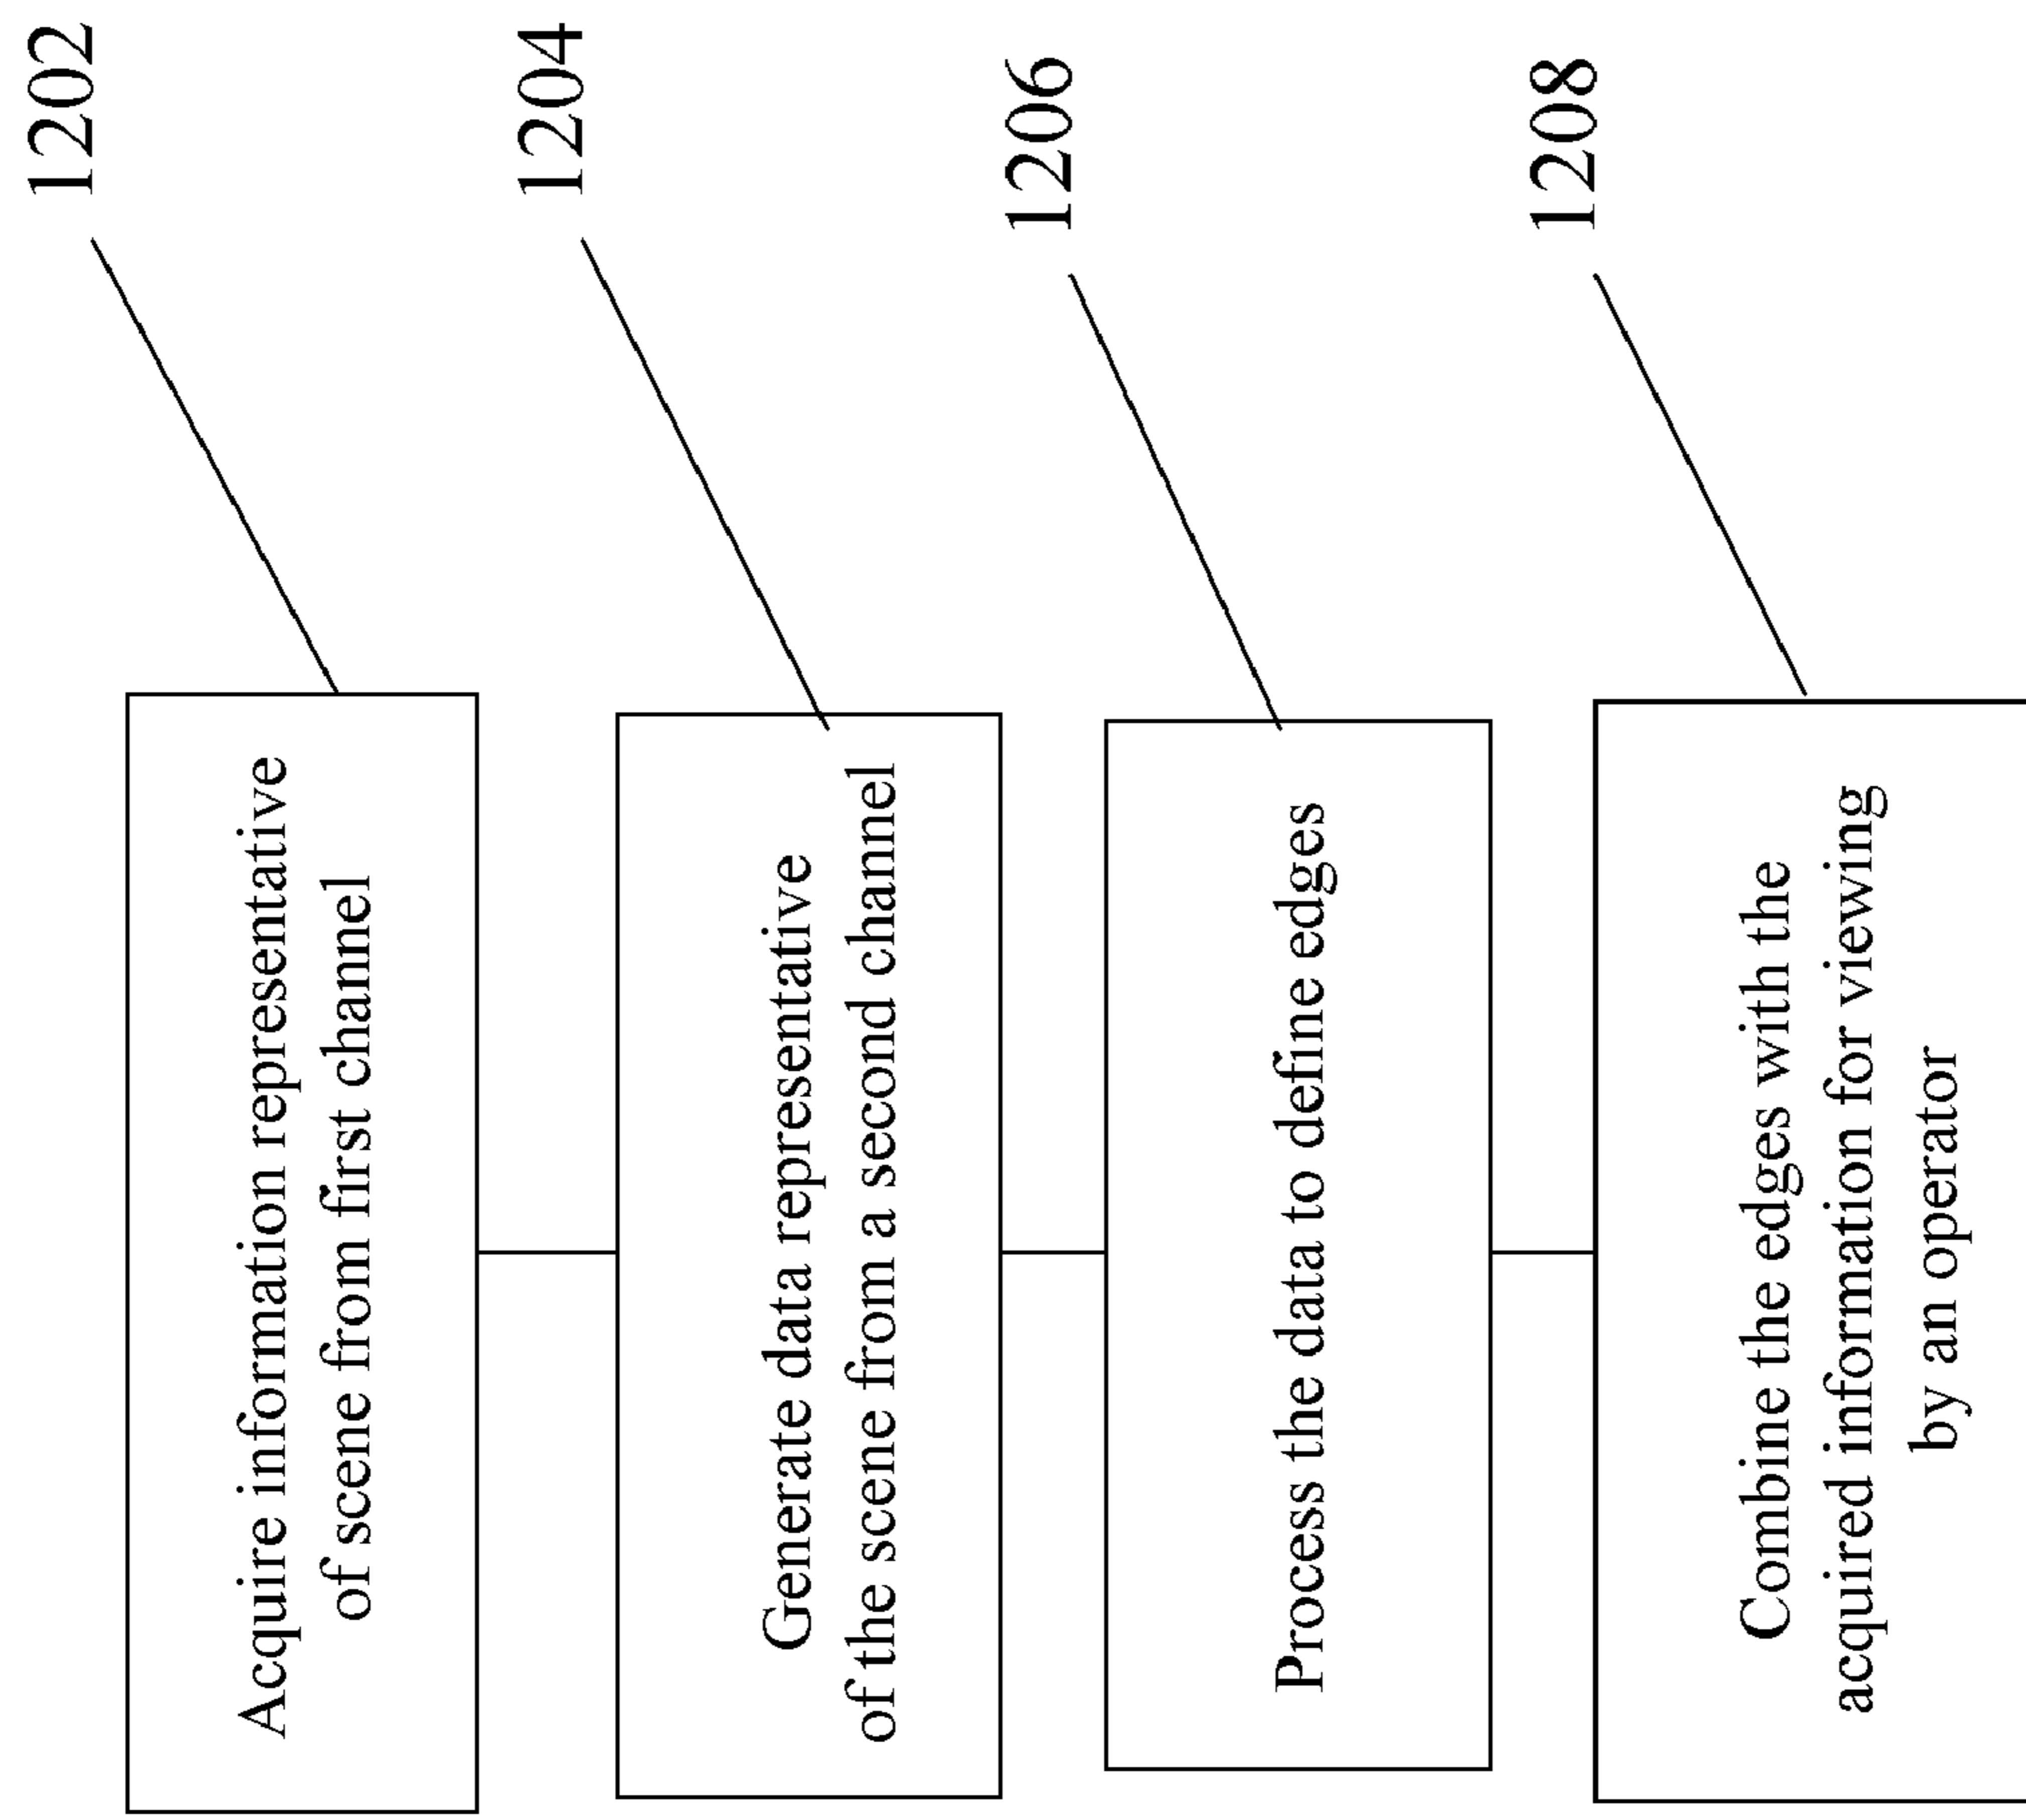 Acquire information representative
of scene from first channel
1202
Generate data representative
of the scene from a second channel
1204
Process the data to define edges
1206
Combine the edges with the
acquired information for viewing
by an operator
1208